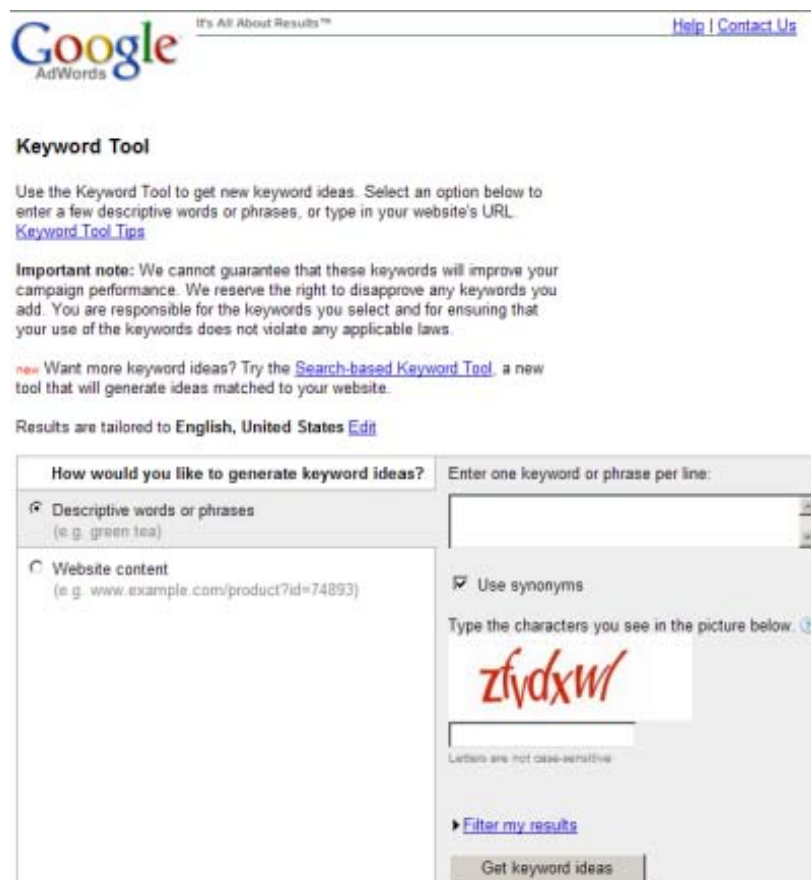 It's All About Results™
Help | Contact Us
Google
AdWords
Keyword Tool
Use the Keyword Tool to get new keyword ideas. Select an option below to
enter a few descriptive words or phrases, or type in your website's URL.
Keyword Tool Tips
Important note: We cannot guarantee that these keywords will improve your
campaign performance. We reserve the right to disapprove any keywords you
add. You are responsible for the keywords you select and for ensuring that
your use of the keywords does not violate any applicable laws.
new Want more keyword ideas? Try the Search-based Keyword Tool, a new
tool that will generate ideas matched to your website.
Results are tailored to English, United States Edit
How would you like to generate keyword ideas?
Descriptive words or phrases
(e.g. green tea)
Website content
(e.g. www.example.com/product?id=74893)
Enter one keyword or phrase per line:
Use synonyms
Type the characters you see in the picture below.
Letters are not case-sensitive
Filter my results
Get keyword ideas